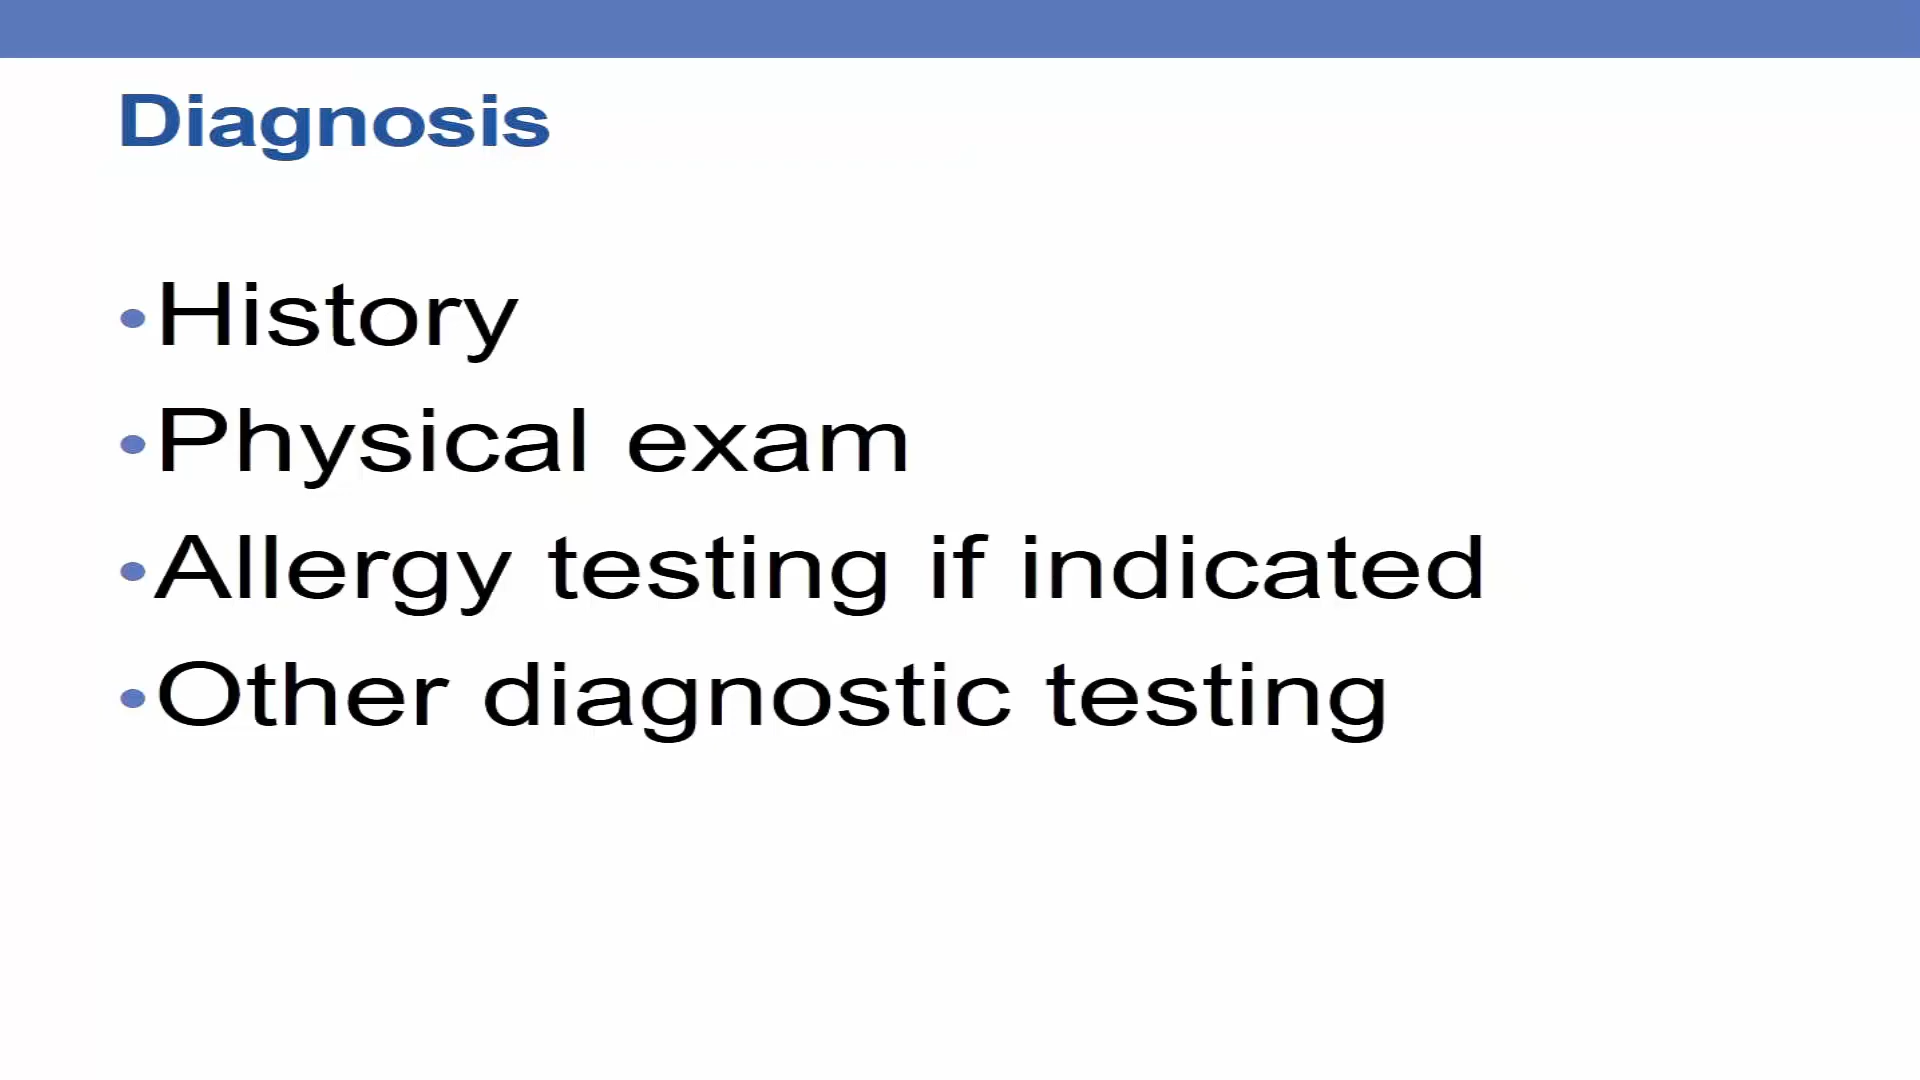 Diagnosis
•History
•Physical exam
•Allergy testing if indicated
•Other diagnostic testing